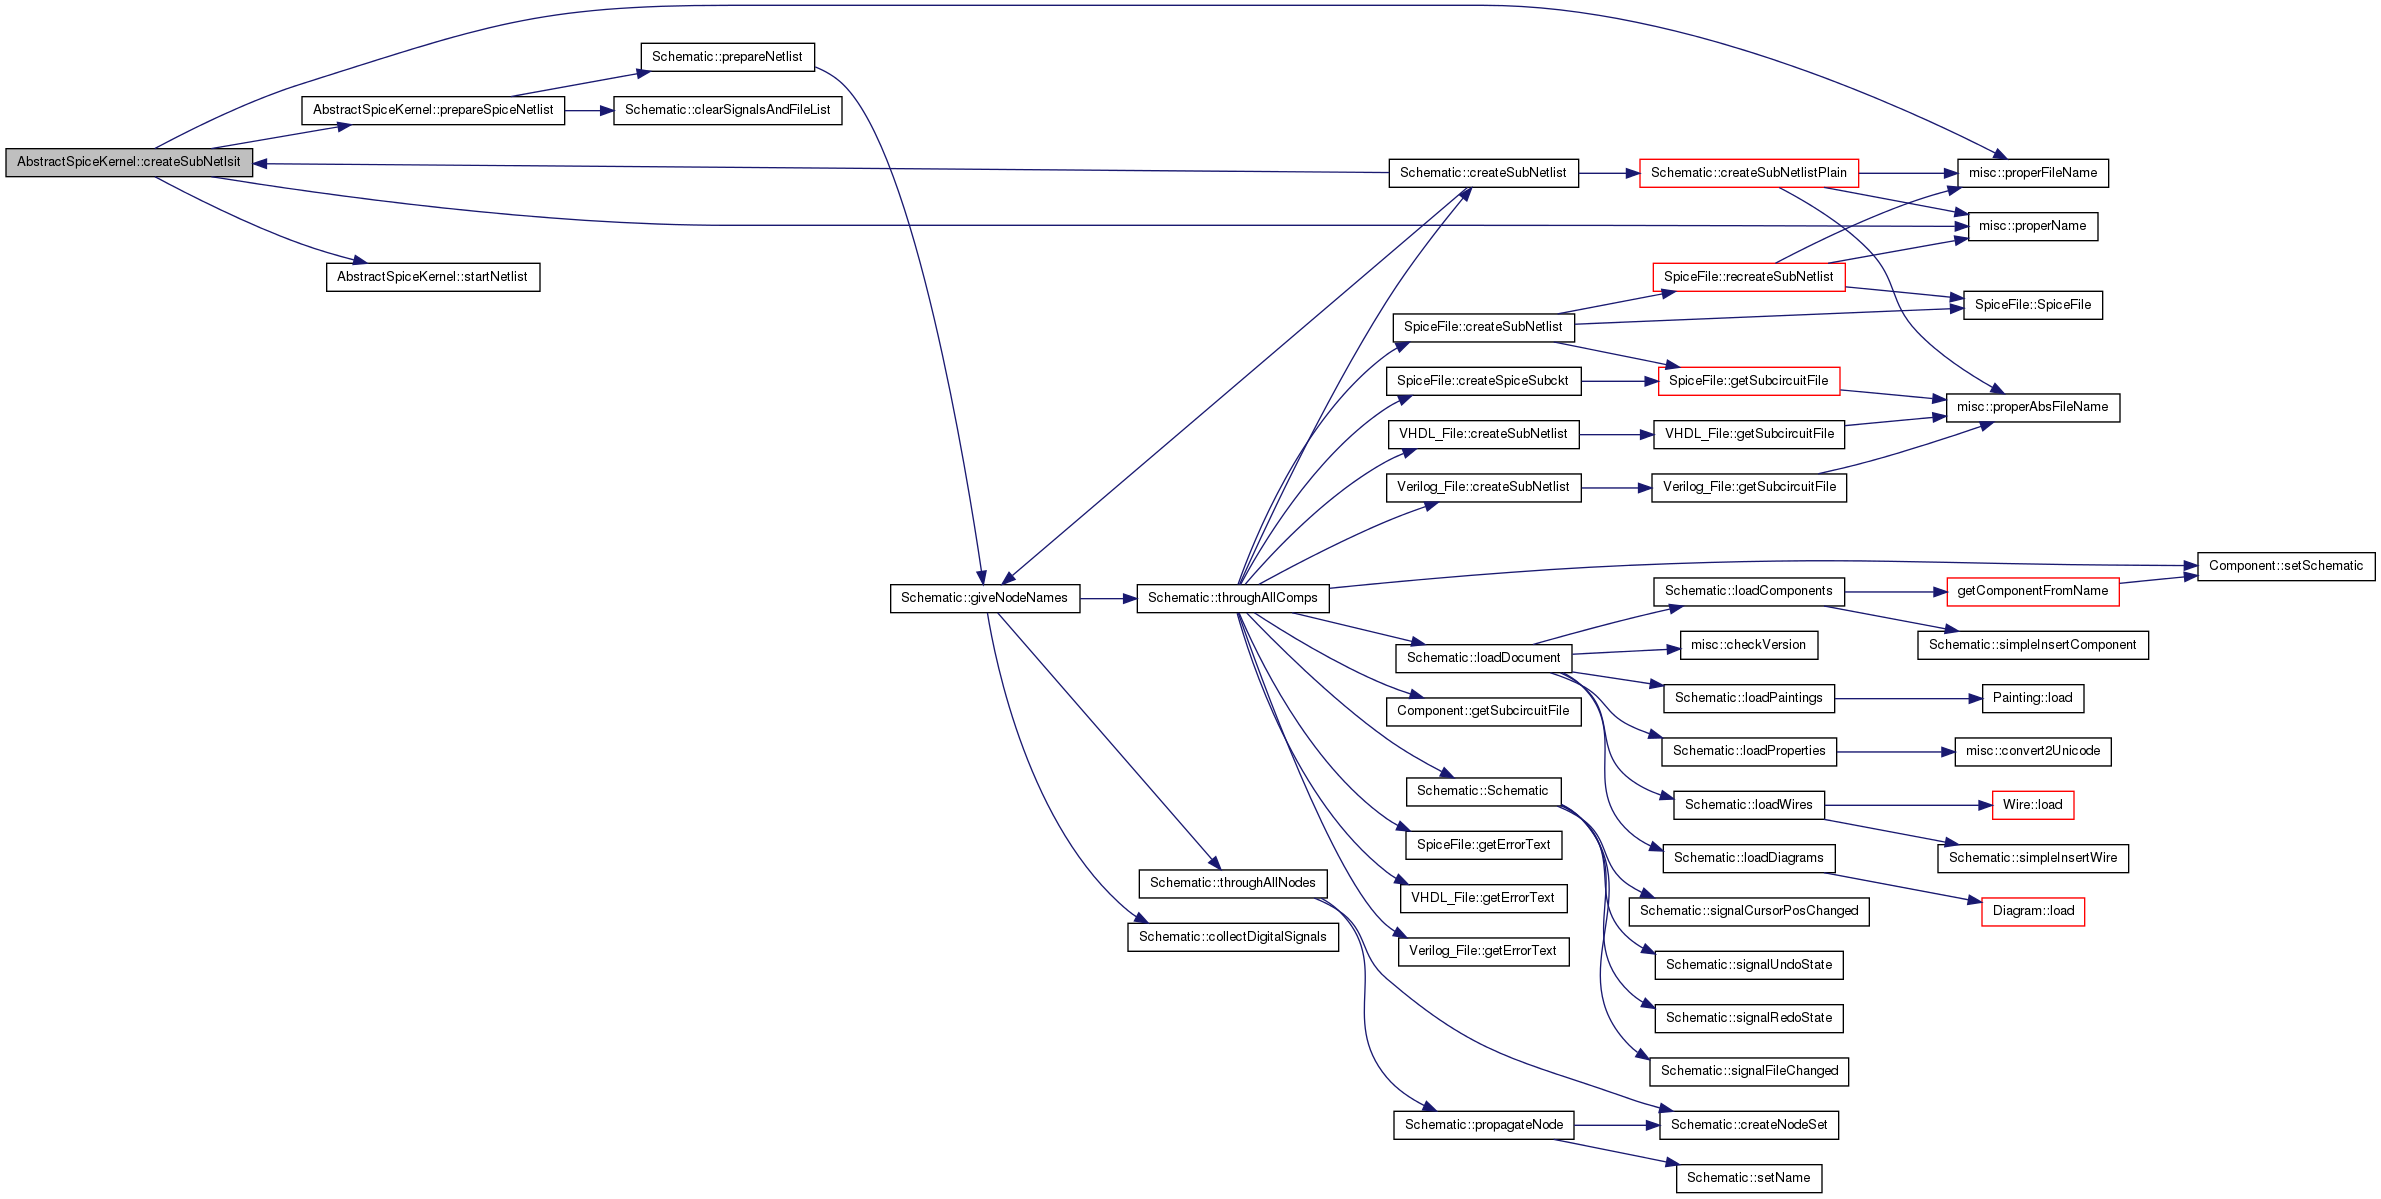 AbstractSpiceKernel::createSubNetlsit
AbstractSpiceKernel::prepareSpiceNetlist
AbstractSpiceKernel::startNetlist
Schematic::prepareNetlist
Schematic::clearSignalsAndFileList
Schematic::giveNodeNames
Schematic::throughAllComps
Schematic::throughAllNodes
Schematic::collectDigitalSignals
Schematic::createSubNetlist
SpiceFile::createSubNetlist
SpiceFile::createSpiceSubckt
VHDL_File::createSubNetlist
Verilog_File::createSubNetlist
Schematic::loadDocument
Component::getSubcircuitFile
Schematic::Schematic
SpiceFile::getErrorText
VHDL_File::getErrorText
Verilog_File::getErrorText
Schematic::propagateNode
Schematic::createSubNetlistPlain
SpiceFile::recreateSubNetlist
SpiceFile::getSubcircuitFile
VHDL_File::getSubcircuitFile
Verilog_File::getSubcircuitFile
Schematic::loadComponents
misc::checkVersion
Schematic::loadPaintings
Schematic::loadProperties
Schematic::loadWires
Schematic::loadDiagrams
Schematic::signalCursorPosChanged
Schematic::signalUndoState
Schematic::signalRedoState
Schematic::signalFileChanged
Schematic::createNodeSet
Schematic::setName
misc::properFileName
misc::properName
SpiceFile::SpiceFile
misc::properAbsFileName
getComponentFromName
Schematic::simpleInsertComponent
Painting::load
misc::convert2Unicode
Wire::load
Schematic::simpleInsertWire
Diagram::load
Component::setSchematic